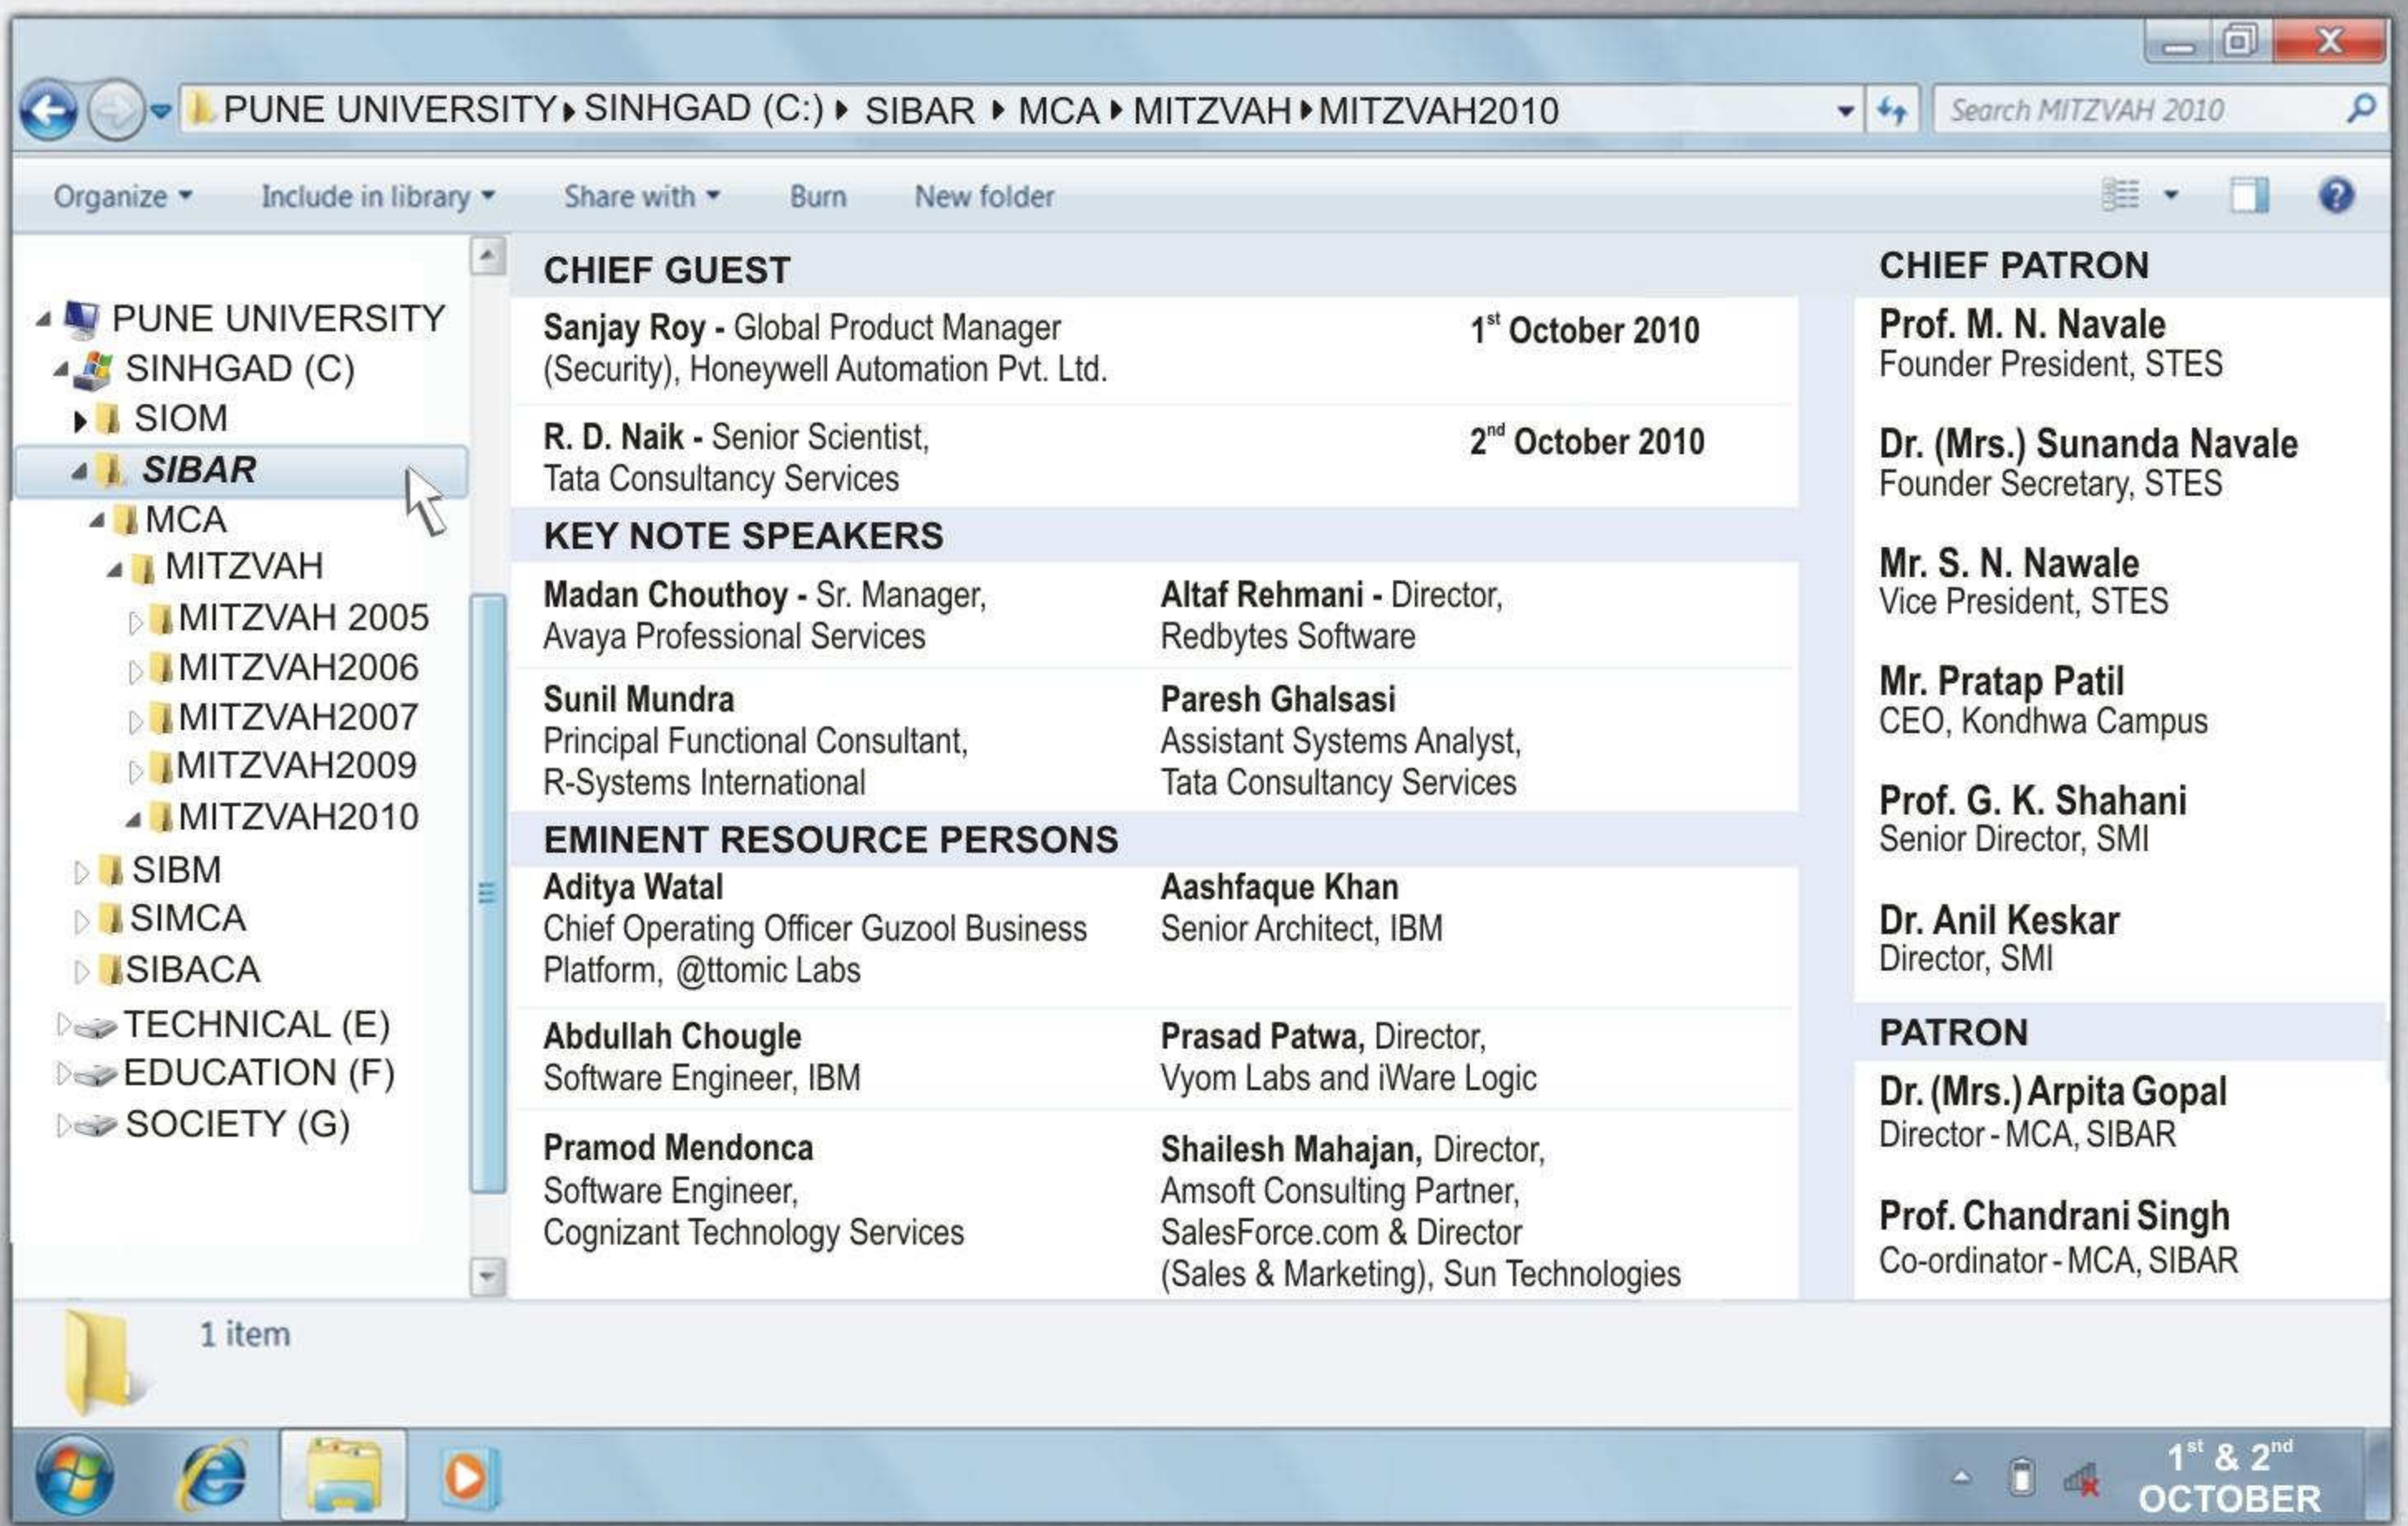 PUNE UNIVERSITY SINHGAD (C:) SIBAR MCA MITZVAH MITZVAH2010
Search MITZVAH 2010
Organize Include in library Share with Burn New folder
PUNE UNIVERSITY
SINHGAD (C)
SIOM
SIBAR
MCA
MITZVAH
MITZVAH 2005
MITZVAH2006
MITZVAH2007
MITZVAH2009
MITZVAH2010
SIBM
SIMCA
SIBACA
TECHNICAL (E)
EDUCATION (F)
SOCIETY (G)
CHIEF GUEST
Sanjay Roy - Global Product Manager
(Security), Honeywell Automation Pvt. Ltd.
1st October 2010
R. D. Naik - Senior Scientist,
Tata Consultancy Services
2nd October 2010
KEY NOTE SPEAKERS
Madan Chouthoy - Sr. Manager,
Avaya Professional Services
Altaf Rehmani - Director,
Redbytes Software
Sunil Mundra
Principal Functional Consultant,
R-Systems International
Paresh Ghalsasi
Assistant Systems Analyst,
Tata Consultancy Services
EMINENT RESOURCE PERSONS
Aditya Watal
Chief Operating Officer Guzool Business
Platform, @ttomic Labs
Aashfaque Khan
Senior Architect, IBM
Abdullah Chougle
Software Engineer, IBM
Prasad Patwa, Director,
Vyom Labs and iWare Logic
Pramod Mendonca
Software Engineer,
Cognizant Technology Services
Shailesh Mahajan, Director,
Amsoft Consulting Partner,
SalesForce.com & Director
(Sales & Marketing), Sun Technologies
CHIEF PATRON
Prof. M. N. Navale
Founder President, STES
Dr. (Mrs.) Sunanda Navale
Founder Secretary, STES
Mr. S. N. Nawale
Vice President, STES
Mr. Pratap Patil
CEO, Kondhwa Campus
Prof. G. K. Shahani
Senior Director, SMI
Dr. Anil Keskar
Director, SMI
PATRON
Dr. (Mrs.) Arpita Gopal
Director - MCA, SIBAR
Prof. Chandrani Singh
Co-ordinator - MCA, SIBAR
1 item
1st & 2nd
OCTOBER